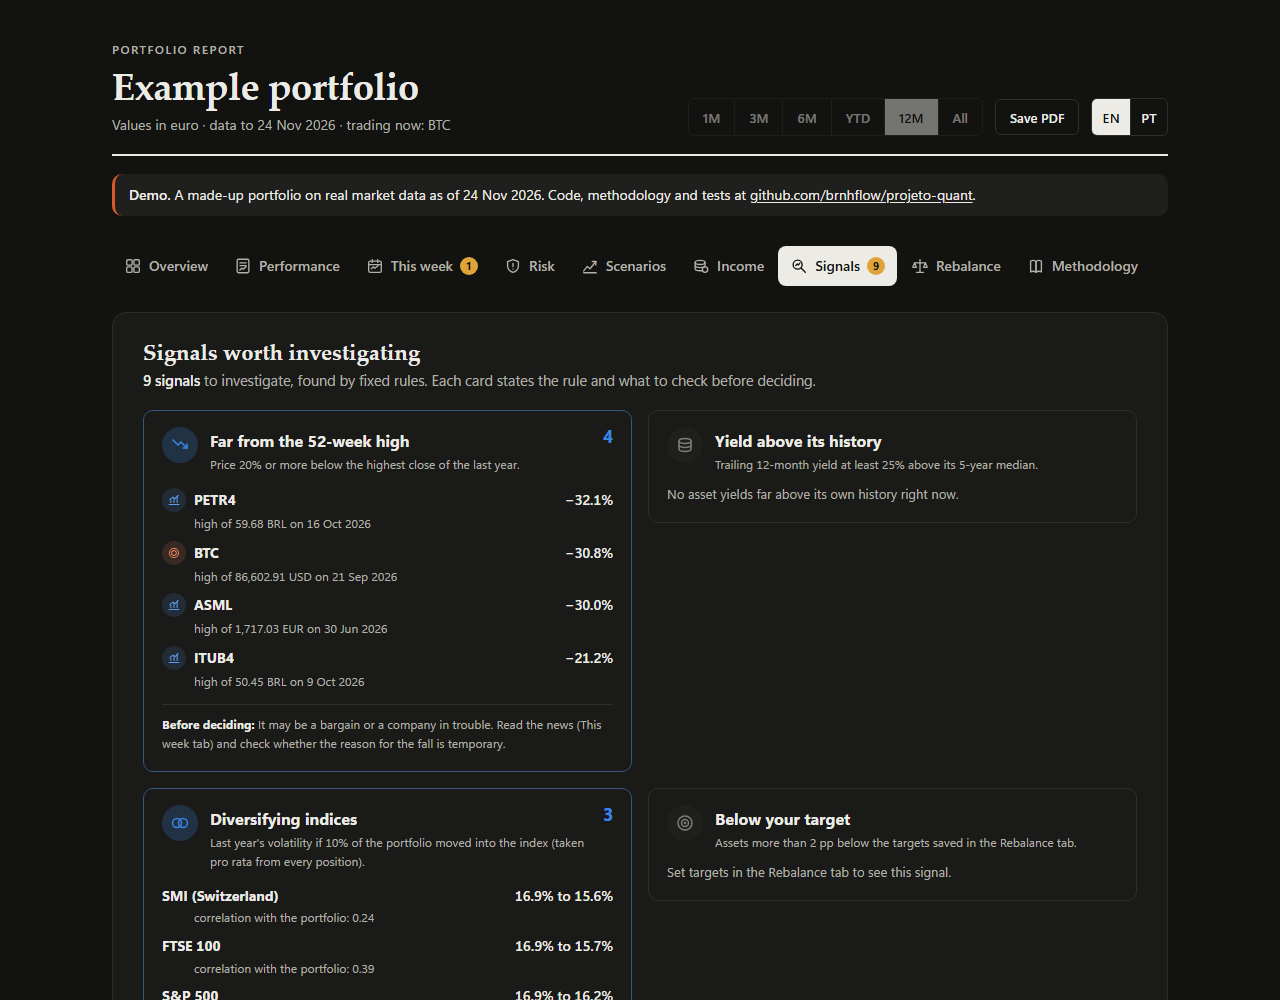 PORTFOLIO REPORT
Example portfolio
Values in euro · data to 24 Nov 2026 · trading now: BTC
1M 3M 6M YTD 12M All Save PDF EN PT
Demo. A made-up portfolio on real market data as of 24 Nov 2026. Code, methodology and tests at github.com/brnhflow/projeto-quant.
Overview Performance This week 1 Risk Scenarios Income Signals 9 Rebalance Methodology
Signals worth investigating
9 signals to investigate, found by fixed rules. Each card states the rule and what to check before deciding.
Far from the 52-week high 4
Price 20% or more below the highest close of the last year.
PETR4 −32.1%
high of 59.68 BRL on 16 Oct 2026
BTC −30.8%
high of 86,602.91 USD on 21 Sep 2026
ASML −30.0%
high of 1,717.03 EUR on 30 Jun 2026
ITUB4 −21.2%
high of 50.45 BRL on 9 Oct 2026
Before deciding: It may be a bargain or a company in trouble. Read the news (This
week tab) and check whether the reason for the fall is temporary.
Yield above its history
Trailing 12-month yield at least 25% above its 5-year median.
No asset yields far above its own history right now.
Diversifying indices 3
Last year's volatility if 10% of the portfolio moved into the index (taken
pro rata from every position).
SMI (Switzerland) 16.9% to 15.6%
correlation with the portfolio: 0.24
FTSE 100 16.9% to 15.7%
correlation with the portfolio: 0.39
S&P 500 16.9% to 16.2%
Below your target
Assets more than 2 pp below the targets saved in the Rebalance tab.
Set targets in the Rebalance tab to see this signal.